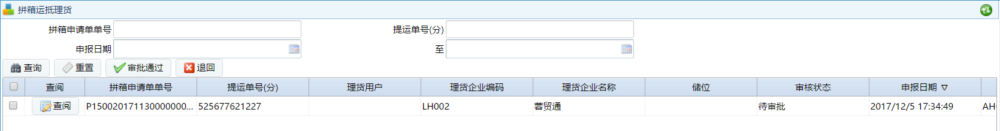 拼箱运抵理货
拼箱申请单单号 提运单号(分)
申报日期 至
查询 重置 审批通过 退回
查阅 拼箱申请单单号 提运单号(分) 理货用户 理货企业编码 理货企业名称 储位 审核状态 申报日期
查阅 P150020171130000000... 525677621227 LH002 蓉贸通 待审批 2017/12/5 17:34:49